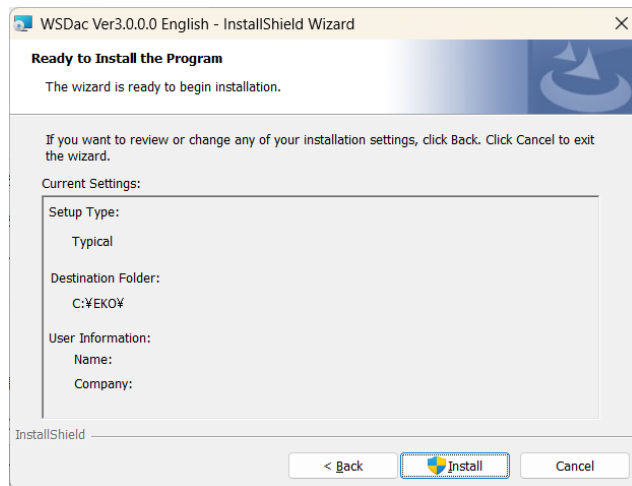 WSDac Ver3.0.0.0 English - InstallShield Wizard
Ready to Install the Program
The wizard is ready to begin installation.
If you want to review or change any of your installation settings, click Back. Click Cancel to exit
the wizard.
Current Settings:
Setup Type:
Typical
Destination Folder:
C:¥EKO¥
User Information:
Name:
Company:
InstallShield
< Back
Install
Cancel